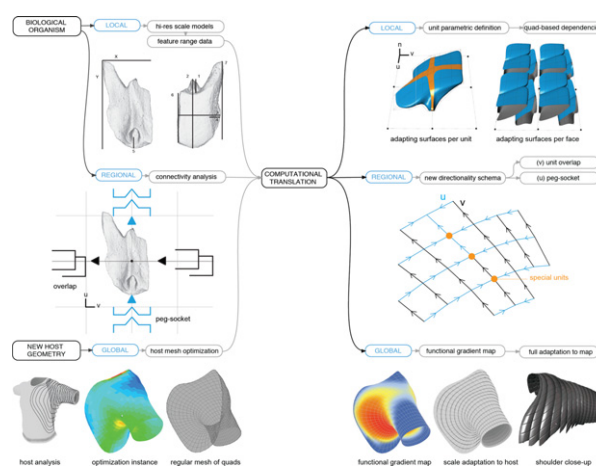 BIOLOGICAL
ORGANISM
LOCAL
hi-res scale models
feature range data
REGIONAL
connectivity analysis
overlap
u
v
peg-socket
NEW HOST
GEOMETRY
GLOBAL
host mesh optimization
host analysis
optimization instance
regular mesh of quads
COMPUTATIONAL
TRANSLATION
LOCAL
unit parametric definition
quad-based dependencies
n
v
u
adapting surfaces per unit
adapting surfaces per face
REGIONAL
new directionality schema
(v) unit overlap
(u) peg-socket
u
v
special units
GLOBAL
functional gradient map
full adaptation to map
functional gradient map
scale adaptation to host
shoulder close-up